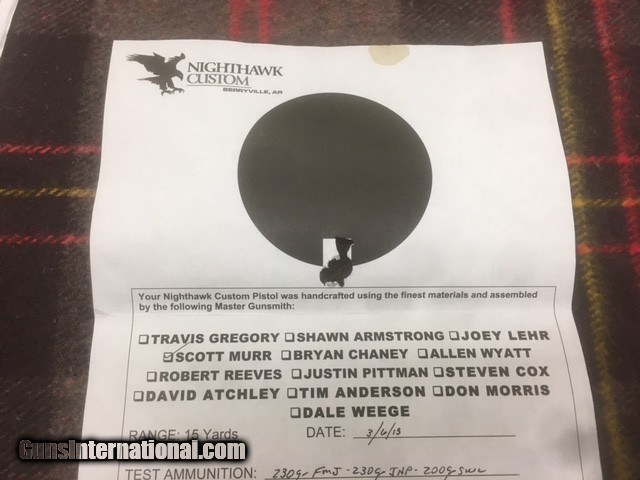 NIGHTHAWK
CUSTOM
BERRYVILLE, AR
Your Nighthawk Custom Pistol was handcrafted using the finest materials and assembled
by the following Master Gunsmith:
❑TRAVIS GREGORY ❑SHAWN ARMSTRONG ❑JOEY LEHR
☑SCOTT MURR ❑BRYAN CHANEY ❑ALLEN WYATT
❑ROBERT REEVES ❑JUSTIN PITTMAN ❑STEVEN COX
❑DAVID ATCHLEY ❑TIM ANDERSON ❑DON MORRIS
❑DALE WEEGE
RANGE: 15 Yards DATE: 3/6/13
GunsInternational.com
TEST AMMUNITION: 230gr FMJ - 230gr JHP - 200gr SWC